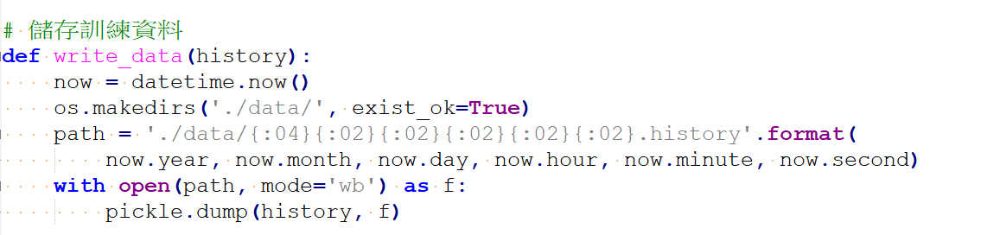 # 儲存訓練資料
def write_data(history):
    now = datetime.now()
    os.makedirs('./data/', exist_ok=True)
    path = './data/{:04}{:02}{:02}{:02}{:02}{:02}.history'.format(
        now.year, now.month, now.day, now.hour, now.minute, now.second)
    with open(path, mode='wb') as f:
        pickle.dump(history, f)